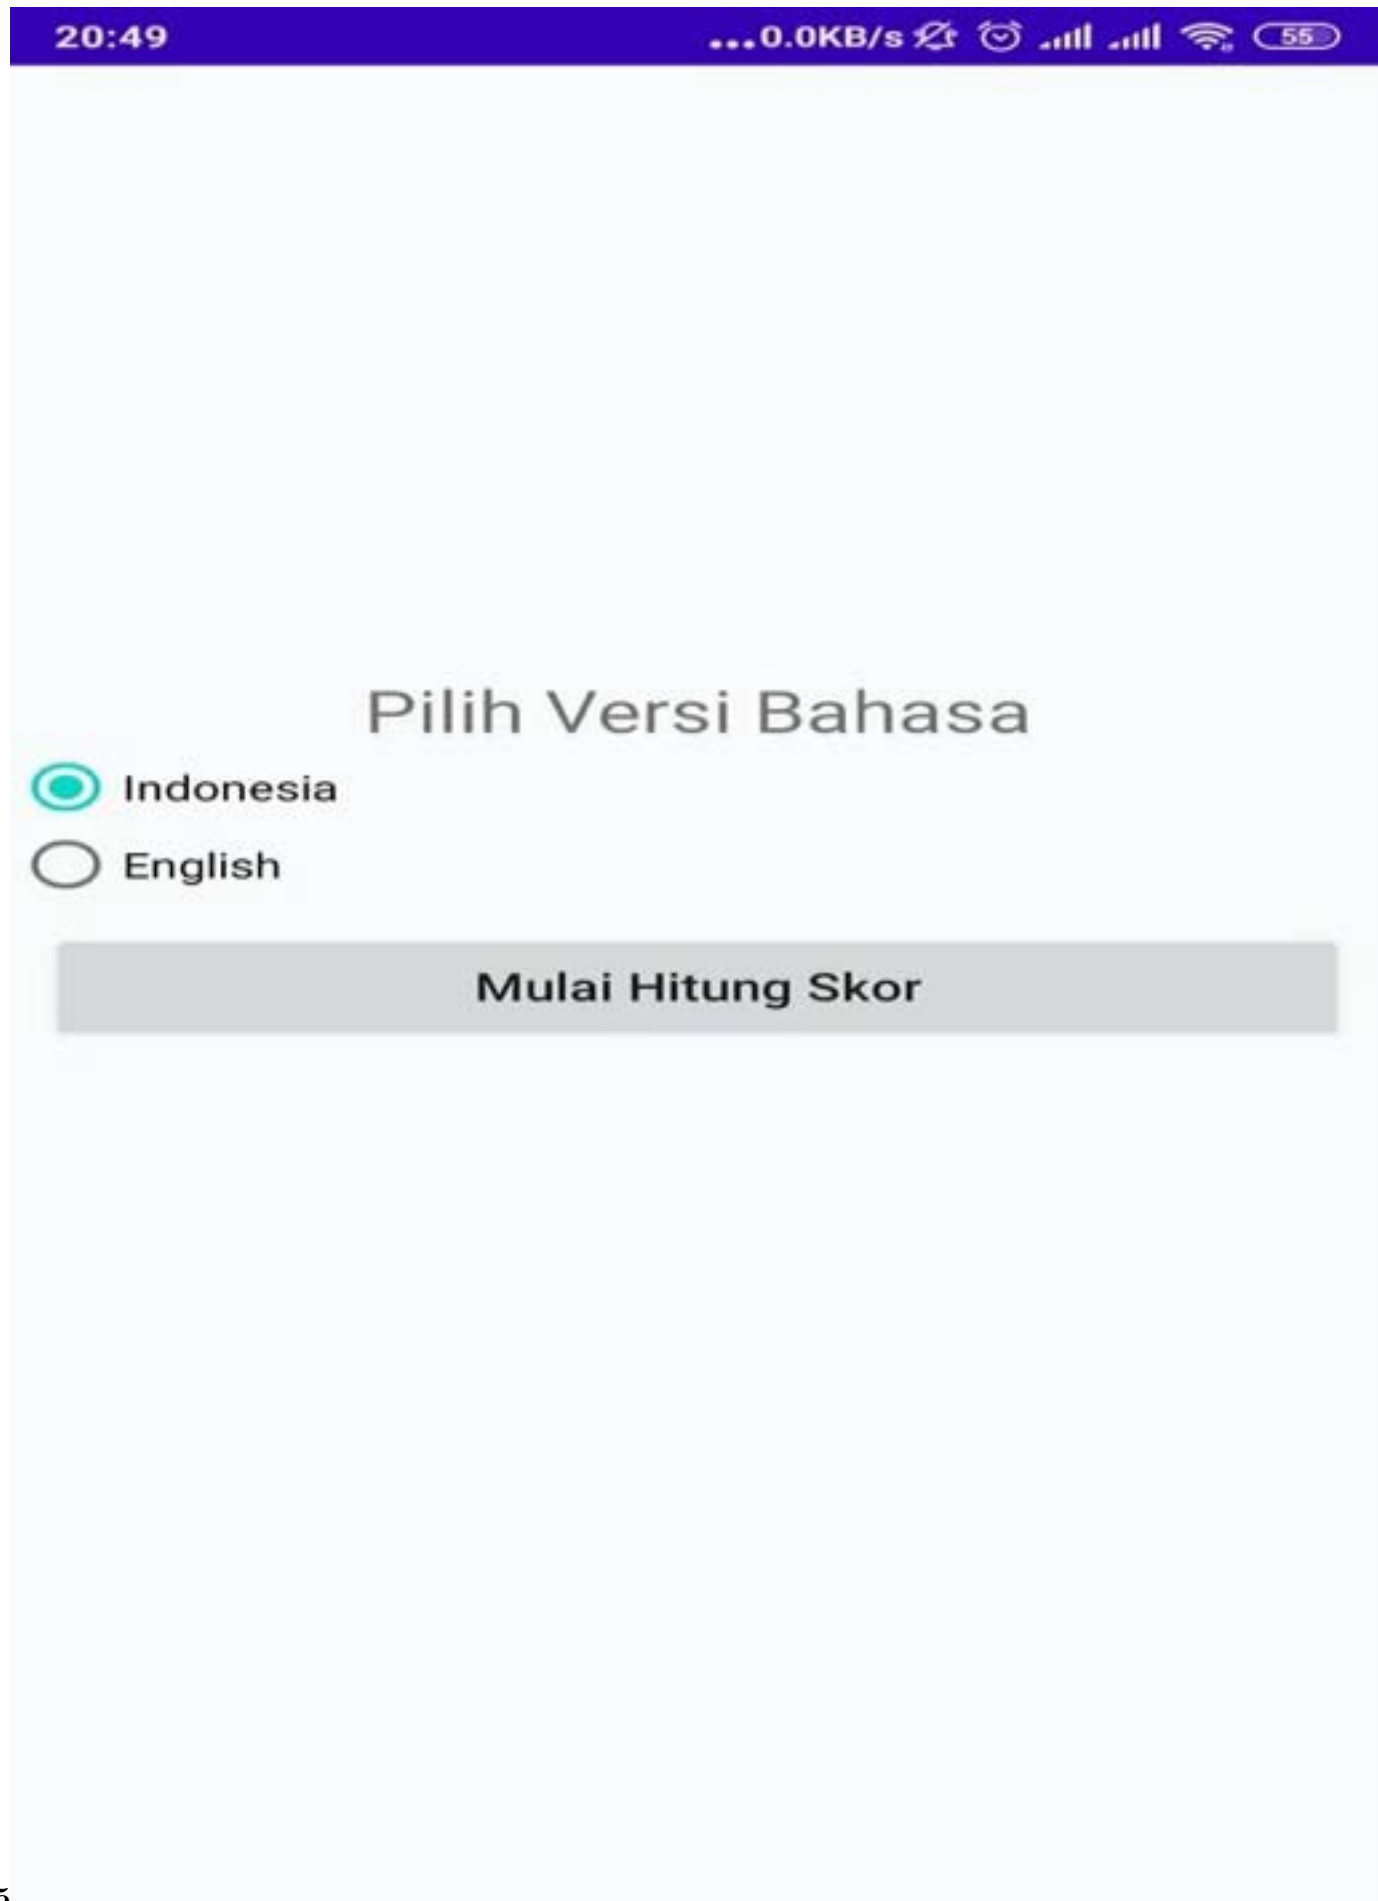 20:49 ...0.0KB/s 55
Pilih Versi Bahasa
Indonesia
English
Mulai Hitung Skor